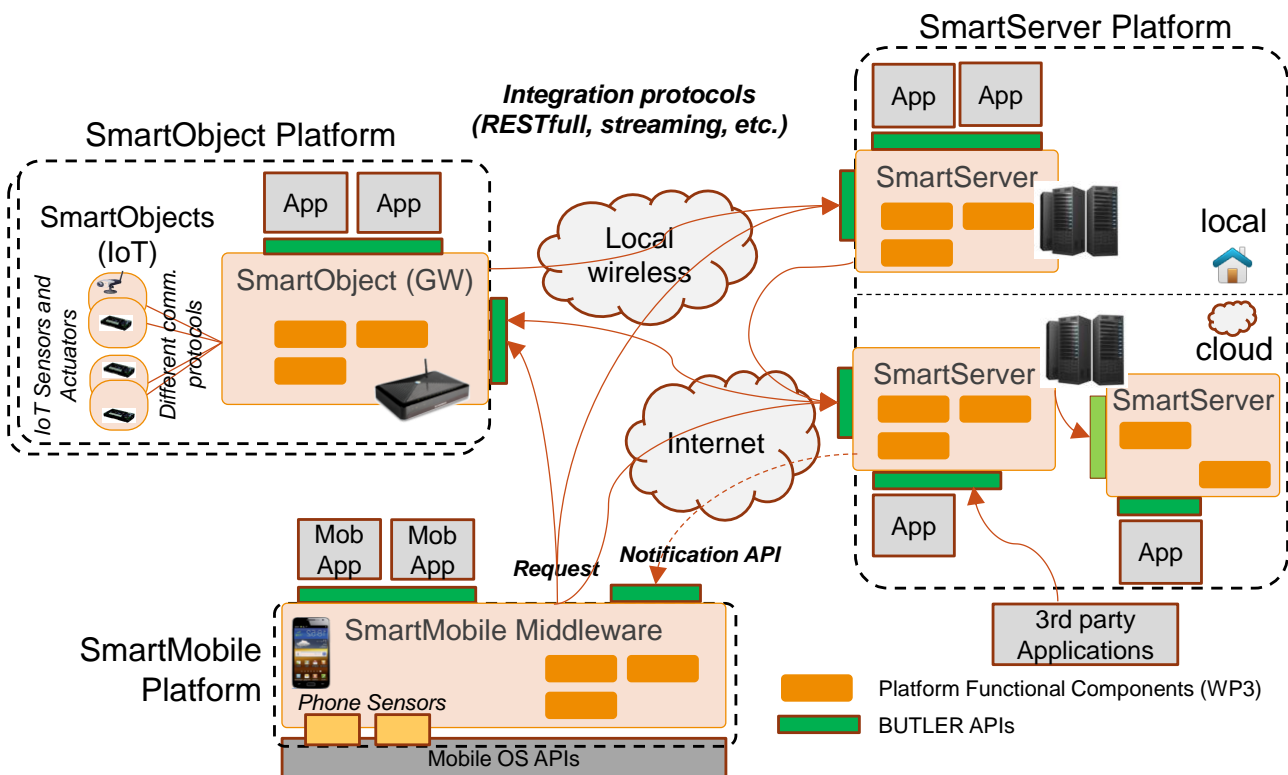 SmartServer Platform
Integration protocols
(RESTfull, streaming, etc.)
SmartObject Platform
App
App
SmartObjects
(IoT)
IoT Sensors and
Actuators
Different comm.
protocols
SmartObject (GW)
Local
wireless
App
App
SmartServer
local
cloud
SmartServer
SmartServer
Internet
App
App
3rd party
Applications
Mob
App
Mob
App
Request
Notification API
SmartMobile
Platform
SmartMobile Middleware
Phone Sensors
Mobile OS APIs
Platform Functional Components (WP3)
BUTLER APIs